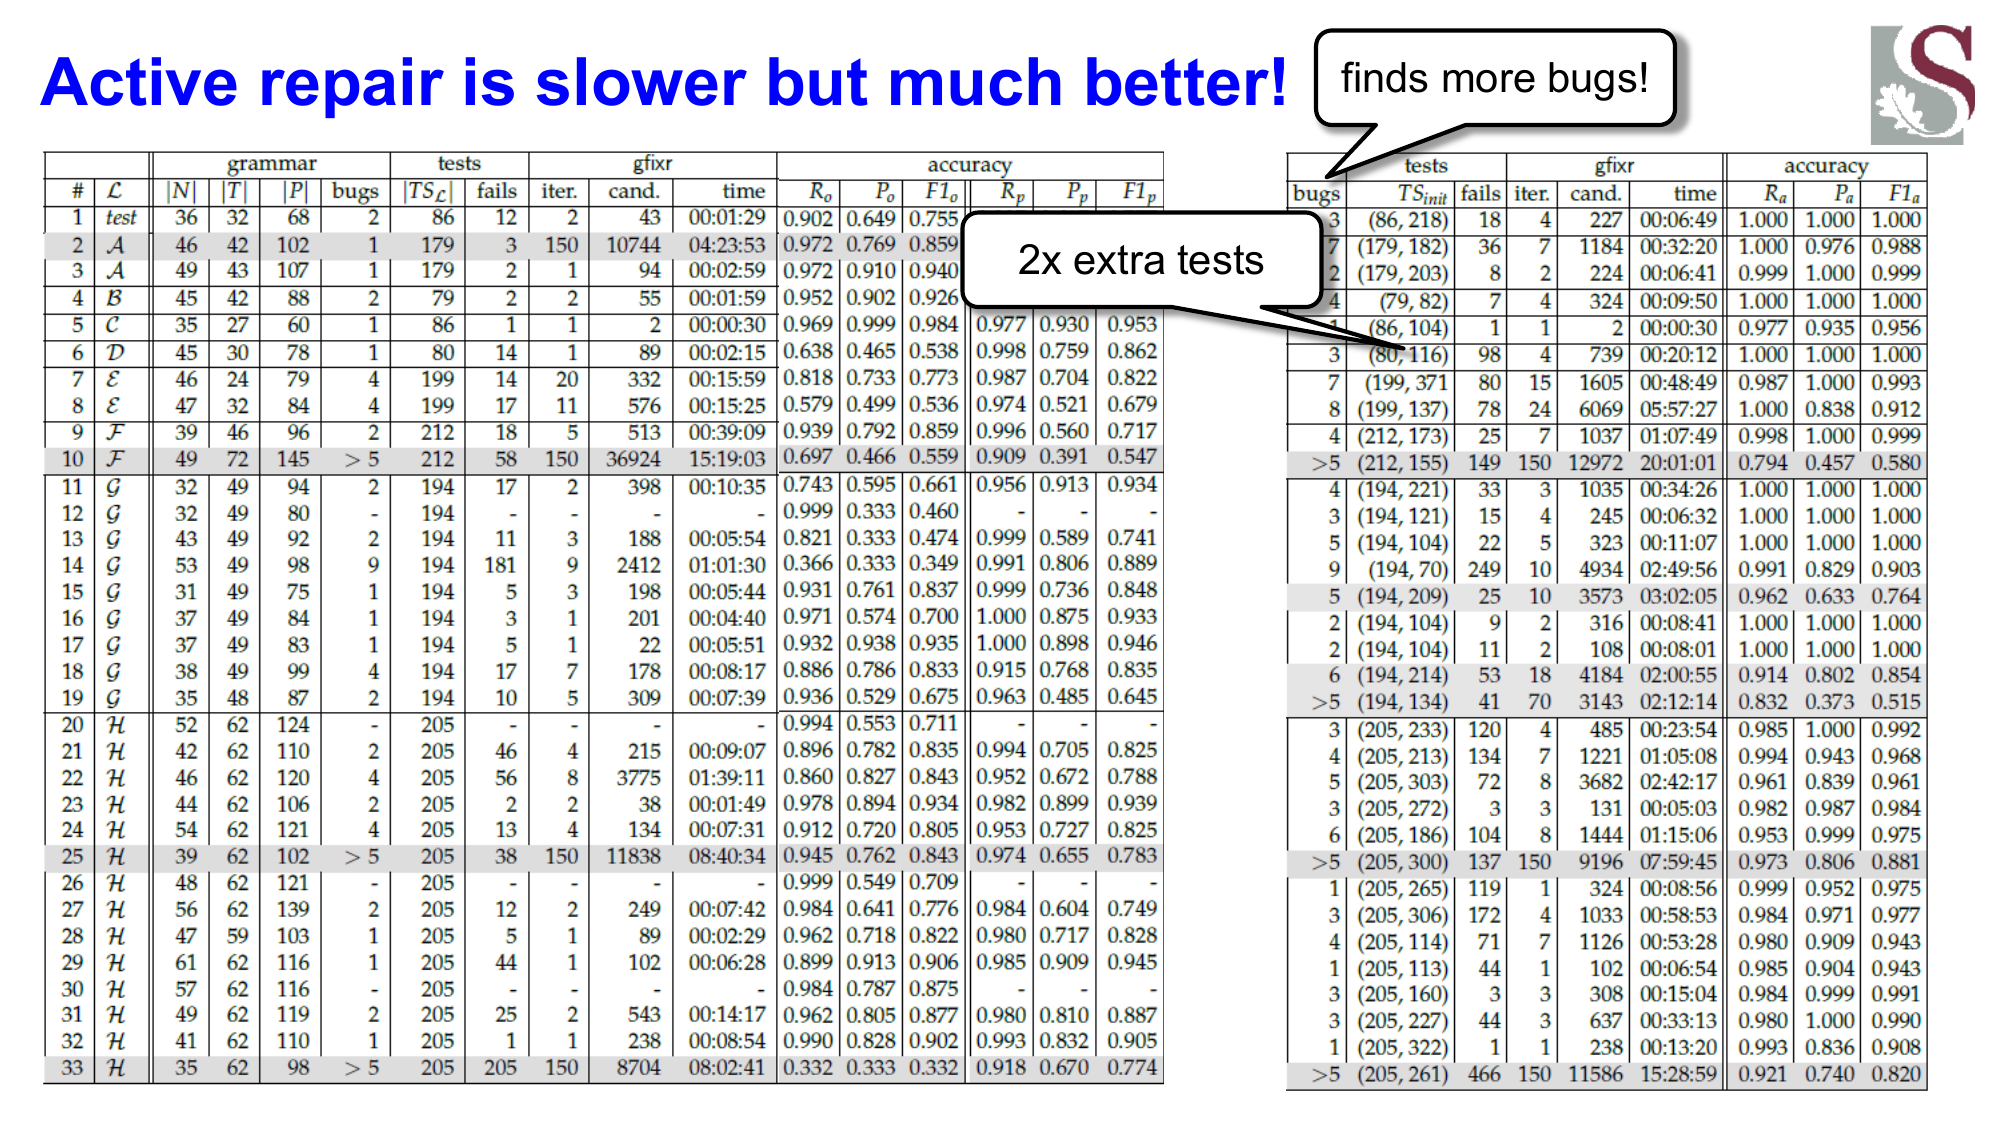 Active repair is slower but much better!
finds more bugs!
2x extra tests
grammar tests gfixr accuracy
# ℒ |N| |T| |P| bugs |TSℒ| fails iter. cand. time Ro Po F1o Rp Pp F1p
1 test 36 32 68 2 86 12 2 43 00:01:29 0.902 0.649 0.755
2 𝒜 46 42 102 1 179 3 150 10744 04:23:53 0.972 0.769 0.859
3 𝒜 49 43 107 1 179 2 1 94 00:02:59 0.972 0.910 0.940
4 ℬ 45 42 88 2 79 2 2 55 00:01:59 0.952 0.902 0.926
5 𝒞 35 27 60 1 86 1 1 2 00:00:30 0.969 0.999 0.984 0.977 0.930 0.953
6 𝒟 45 30 78 1 80 14 1 89 00:02:15 0.638 0.465 0.538 0.998 0.759 0.862
7 ℰ 46 24 79 4 199 14 20 332 00:15:59 0.818 0.733 0.773 0.987 0.704 0.822
8 ℰ 47 32 84 4 199 17 11 576 00:15:25 0.579 0.499 0.536 0.974 0.521 0.679
9 ℱ 39 46 96 2 212 18 5 513 00:39:09 0.939 0.792 0.859 0.996 0.560 0.717
10 ℱ 49 72 145 > 5 212 58 150 36924 15:19:03 0.697 0.466 0.559 0.909 0.391 0.547
11 𝒢 32 49 94 2 194 17 2 398 00:10:35 0.743 0.595 0.661 0.956 0.913 0.934
12 𝒢 32 49 80 - 194 - - - - 0.999 0.333 0.460 - - -
13 𝒢 43 49 92 2 194 11 3 188 00:05:54 0.821 0.333 0.474 0.999 0.589 0.741
14 𝒢 53 49 98 9 194 181 9 2412 01:01:30 0.366 0.333 0.349 0.991 0.806 0.889
15 𝒢 31 49 75 1 194 5 3 198 00:05:44 0.931 0.761 0.837 0.999 0.736 0.848
16 𝒢 37 49 84 1 194 3 1 201 00:04:40 0.971 0.574 0.700 1.000 0.875 0.933
17 𝒢 37 49 83 1 194 5 1 22 00:05:51 0.932 0.938 0.935 1.000 0.898 0.946
18 𝒢 38 49 99 4 194 17 7 178 00:08:17 0.886 0.786 0.833 0.915 0.768 0.835
19 𝒢 35 48 87 2 194 10 5 309 00:07:39 0.936 0.529 0.675 0.963 0.485 0.645
20 ℋ 52 62 124 - 205 - - - - 0.994 0.553 0.711 - - -
21 ℋ 42 62 110 2 205 46 4 215 00:09:07 0.896 0.782 0.835 0.994 0.705 0.825
22 ℋ 46 62 120 4 205 56 8 3775 01:39:11 0.860 0.827 0.843 0.952 0.672 0.788
23 ℋ 44 62 106 2 205 2 2 38 00:01:49 0.978 0.894 0.934 0.982 0.899 0.939
24 ℋ 54 62 121 4 205 13 4 134 00:07:31 0.912 0.720 0.805 0.953 0.727 0.825
25 ℋ 39 62 102 > 5 205 38 150 11838 08:40:34 0.945 0.762 0.843 0.974 0.655 0.783
26 ℋ 48 62 121 - 205 - - - - 0.999 0.549 0.709 - - -
27 ℋ 56 62 139 2 205 12 2 249 00:07:42 0.984 0.641 0.776 0.984 0.604 0.749
28 ℋ 47 59 103 1 205 5 1 89 00:02:29 0.962 0.718 0.822 0.980 0.717 0.828
29 ℋ 61 62 116 1 205 44 1 102 00:06:28 0.899 0.913 0.906 0.985 0.909 0.945
30 ℋ 57 62 116 - 205 - - - - 0.984 0.787 0.875 - - -
31 ℋ 49 62 119 2 205 25 2 543 00:14:17 0.962 0.805 0.877 0.980 0.810 0.887
32 ℋ 41 62 110 1 205 1 1 238 00:08:54 0.990 0.828 0.902 0.993 0.832 0.905
33 ℋ 35 62 98 > 5 205 205 150 8704 08:02:41 0.332 0.333 0.332 0.918 0.670 0.774
tests gfixr accuracy
bugs TSinit fails iter. cand. time Ra Pa F1a
3 (86, 218) 18 4 227 00:06:49 1.000 1.000 1.000
7 (179, 182) 36 7 1184 00:32:20 1.000 0.976 0.988
2 (179, 203) 8 2 224 00:06:41 0.999 1.000 0.999
4 (79, 82) 7 4 324 00:09:50 1.000 1.000 1.000
1 (86, 104) 1 1 2 00:00:30 0.977 0.935 0.956
3 (80, 116) 98 4 739 00:20:12 1.000 1.000 1.000
7 (199, 371 80 15 1605 00:48:49 0.987 1.000 0.993
8 (199, 137) 78 24 6069 05:57:27 1.000 0.838 0.912
4 (212, 173) 25 7 1037 01:07:49 0.998 1.000 0.999
>5 (212, 155) 149 150 12972 20:01:01 0.794 0.457 0.580
4 (194, 221) 33 3 1035 00:34:26 1.000 1.000 1.000
3 (194, 121) 15 4 245 00:06:32 1.000 1.000 1.000
5 (194, 104) 22 5 323 00:11:07 1.000 1.000 1.000
9 (194, 70) 249 10 4934 02:49:56 0.991 0.829 0.903
5 (194, 209) 25 10 3573 03:02:05 0.962 0.633 0.764
2 (194, 104) 9 2 316 00:08:41 1.000 1.000 1.000
2 (194, 104) 11 2 108 00:08:01 1.000 1.000 1.000
6 (194, 214) 53 18 4184 02:00:55 0.914 0.802 0.854
>5 (194, 134) 41 70 3143 02:12:14 0.832 0.373 0.515
3 (205, 233) 120 4 485 00:23:54 0.985 1.000 0.992
4 (205, 213) 134 7 1221 01:05:08 0.994 0.943 0.968
5 (205, 303) 72 8 3682 02:42:17 0.961 0.839 0.961
3 (205, 272) 3 3 131 00:05:03 0.982 0.987 0.984
6 (205, 186) 104 8 1444 01:15:06 0.953 0.999 0.975
>5 (205, 300) 137 150 9196 07:59:45 0.973 0.806 0.881
1 (205, 265) 119 1 324 00:08:56 0.999 0.952 0.975
3 (205, 306) 172 4 1033 00:58:53 0.984 0.971 0.977
4 (205, 114) 71 7 1126 00:53:28 0.980 0.909 0.943
1 (205, 113) 44 1 102 00:06:54 0.985 0.904 0.943
3 (205, 160) 3 3 308 00:15:04 0.984 0.999 0.991
3 (205, 227) 44 3 637 00:33:13 0.980 1.000 0.990
1 (205, 322) 1 1 238 00:13:20 0.993 0.836 0.908
>5 (205, 261) 466 150 11586 15:28:59 0.921 0.740 0.820